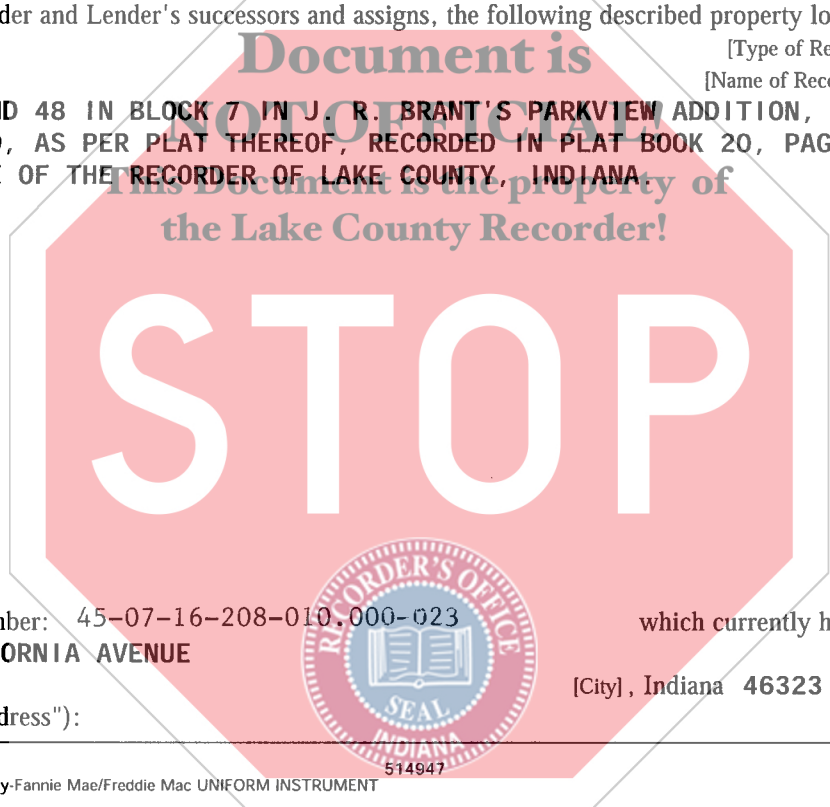 der and Lender's successors and assigns, the following described property lo
Document is
[Type of Re
[Name of Reco
ND 48 IN BLOCK 7 IN J. R. BRANT'S PARKVIEW ADDITION,
NOT OFFICIAL!
, AS PER PLAT THEREOF, RECORDED IN PLAT BOOK 20, PAG
OF THE RECORDER OF LAKE COUNTY, INDIANA.
This Document is the property of
the Lake County Recorder!
STOP
RECORDER'S OFFICE
mber: 45-07-16-208-010.000-023 which currently h
ORNIA AVENUE
SEAL
[City], Indiana 46323
dress"):
INDIANA
514947
y-Fannie Mae/Freddie Mac UNIFORM INSTRUMENT